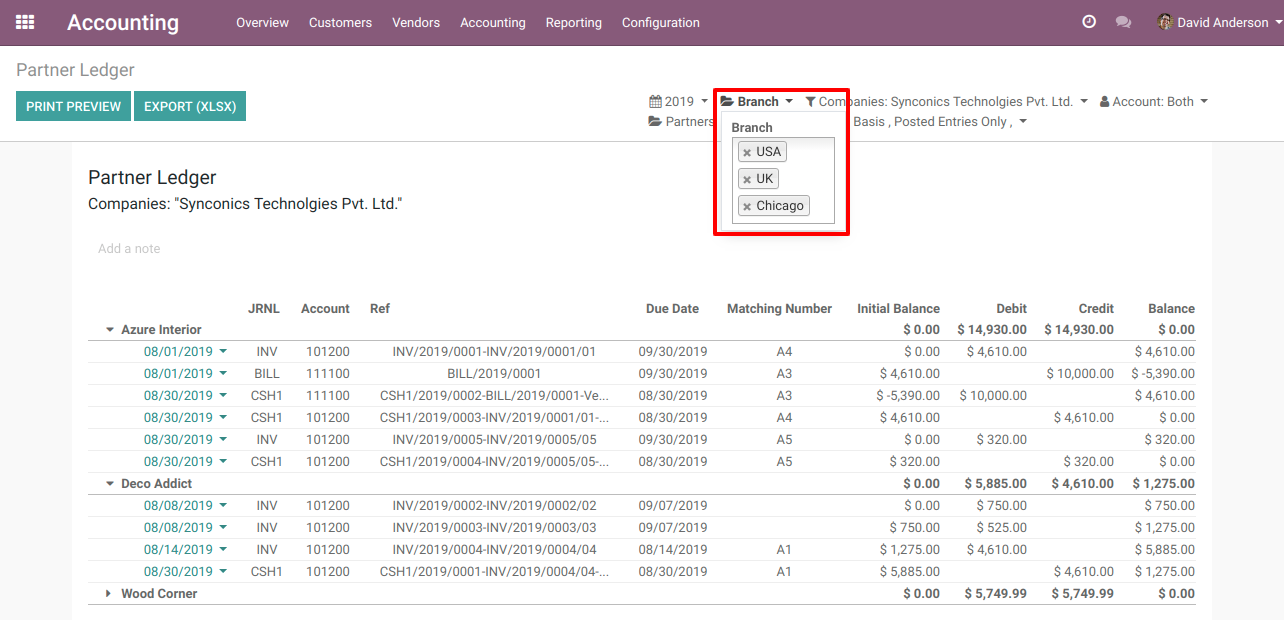 Accounting Overview Customers Vendors Accounting Reporting Configuration David Anderson
Partner Ledger
PRINT PREVIEW EXPORT (XLSX)
2019 Branch Companies: Synconics Technolgies Pvt. Ltd. Account: Both
Partners Basis , Posted Entries Only ,
Branch
× USA
× UK
× Chicago
Partner Ledger
Companies: "Synconics Technolgies Pvt. Ltd."
Add a note
JRNL Account Ref Due Date Matching Number Initial Balance Debit Credit Balance
Azure Interior $ 0.00 $ 14,930.00 $ 14,930.00 $ 0.00
08/01/2019 INV 101200 INV/2019/0001-INV/2019/0001/01 09/30/2019 A4 $ 0.00 $ 4,610.00 $ 4,610.00
08/01/2019 BILL 111100 BILL/2019/0001 09/30/2019 A3 $ 4,610.00 $ 10,000.00 $ -5,390.00
08/30/2019 CSH1 111100 CSH1/2019/0002-BILL/2019/0001-Ve... 08/30/2019 A3 $ -5,390.00 $ 10,000.00 $ 4,610.00
08/30/2019 CSH1 101200 CSH1/2019/0003-INV/2019/0001/01-... 08/30/2019 A4 $ 4,610.00 $ 4,610.00 $ 0.00
08/30/2019 INV 101200 INV/2019/0005-INV/2019/0005/05 09/30/2019 A5 $ 0.00 $ 320.00 $ 320.00
08/30/2019 CSH1 101200 CSH1/2019/0004-INV/2019/0005/05-... 08/30/2019 A5 $ 320.00 $ 320.00 $ 0.00
Deco Addict $ 0.00 $ 5,885.00 $ 4,610.00 $ 1,275.00
08/08/2019 INV 101200 INV/2019/0002-INV/2019/0002/02 09/07/2019 $ 0.00 $ 750.00 $ 750.00
08/08/2019 INV 101200 INV/2019/0003-INV/2019/0003/03 09/07/2019 $ 750.00 $ 525.00 $ 1,275.00
08/14/2019 INV 101200 INV/2019/0004-INV/2019/0004/04 08/14/2019 A1 $ 1,275.00 $ 4,610.00 $ 5,885.00
08/30/2019 CSH1 101200 CSH1/2019/0001-INV/2019/0004/04-... 08/30/2019 A1 $ 5,885.00 $ 4,610.00 $ 1,275.00
Wood Corner $ 0.00 $ 5,749.99 $ 5,749.99 $ 0.00